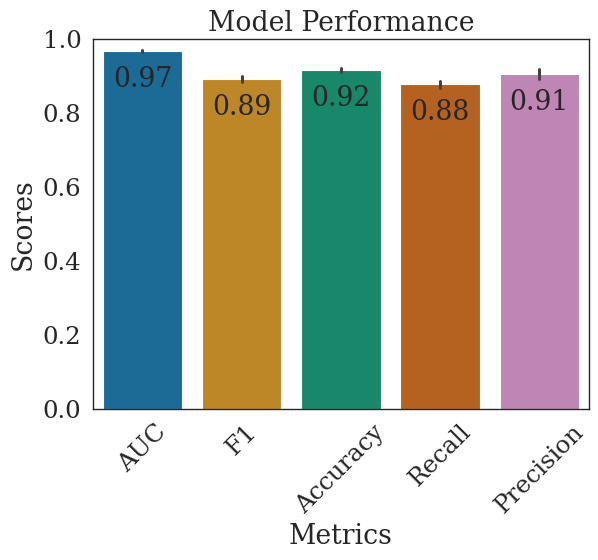 Model Performance
1.0
0.8
0.6
0.4
0.2
0.0
Scores
0.97
0.89
0.92
0.88
0.91
AUC
F1
Accuracy
Recall
Precision
Metrics